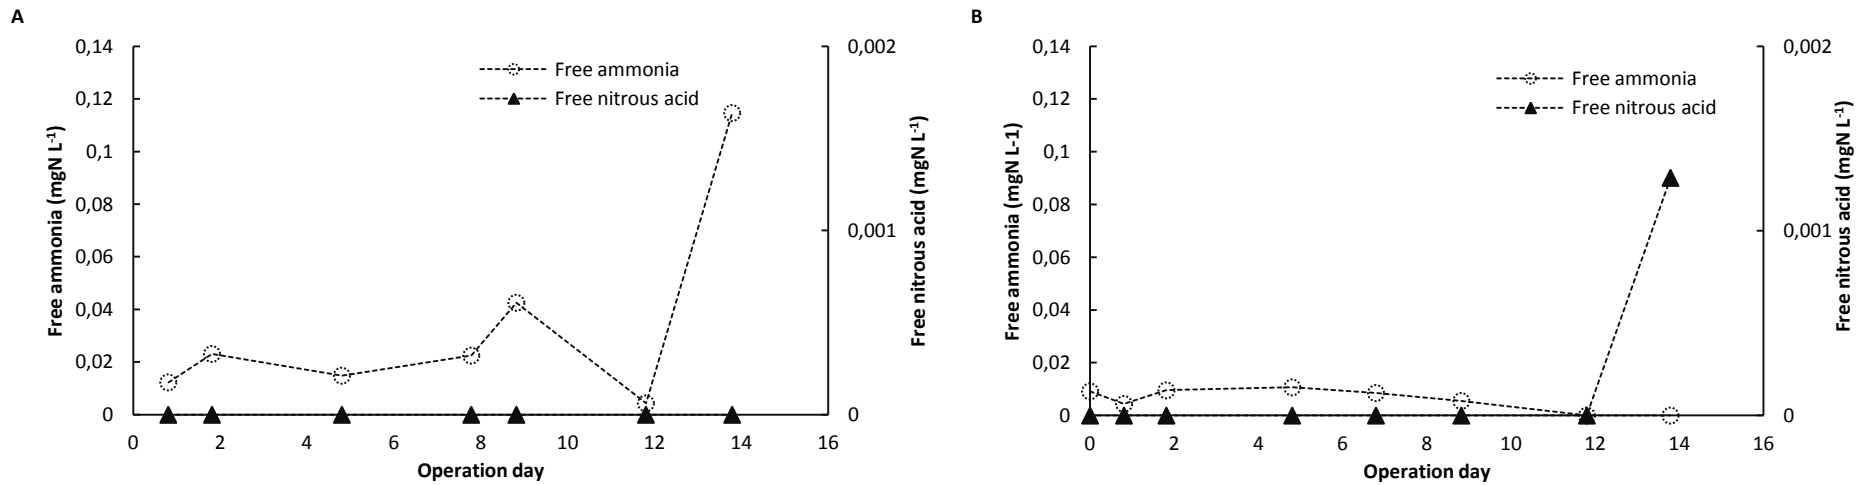 A
Free ammonia (mgN L-1)
0,14
0,12
0,1
0,08
0,06
0,04
0,02
0
Free ammonia
Free nitrous acid
0,002
0,001
0
Free nitrous acid (mgN L-1)
0 2 4 6 8 10 12 14 16
Operation day
B
Free ammonia (mgN L-1)
0,14
0,12
0,1
0,08
0,06
0,04
0,02
0
Free ammonia
Free nitrous acid
0,002
0,001
0
Free nitrous acid (mgN L-1)
0 2 4 6 8 10 12 14 16
Operation day